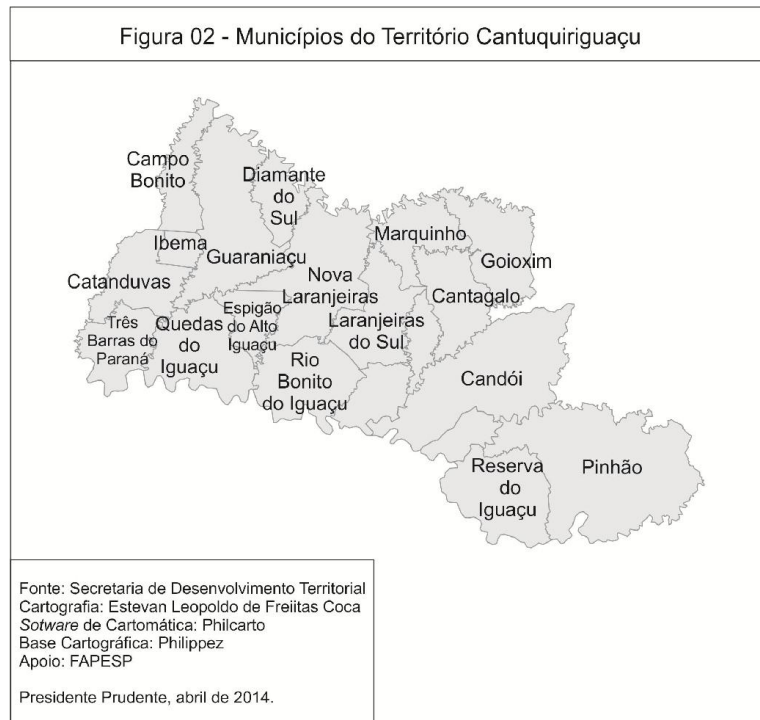 Figura 02 - Municípios do Território Cantuquiriguaçu
Campo
Bonito
Diamante
do
Sul
Ibema
Guaraniaçu
Marquinho
Goioxim
Catanduvas
Nova
Laranjeiras
Cantagalo
Três
Barras do
Paraná
Quedas
do
Iguaçu
Espigão
do Alto
Iguaçu
Laranjeiras
do Sul
Rio
Bonito
do Iguaçu
Candói
Reserva
do
Iguaçu
Pinhão
Fonte: Secretaria de Desenvolvimento Territorial
Cartografia: Estevan Leopoldo de Freiitas Coca
Sotware de Cartomática: Philcarto
Base Cartográfica: Philippez
Apoio: FAPESP
Presidente Prudente, abril de 2014.